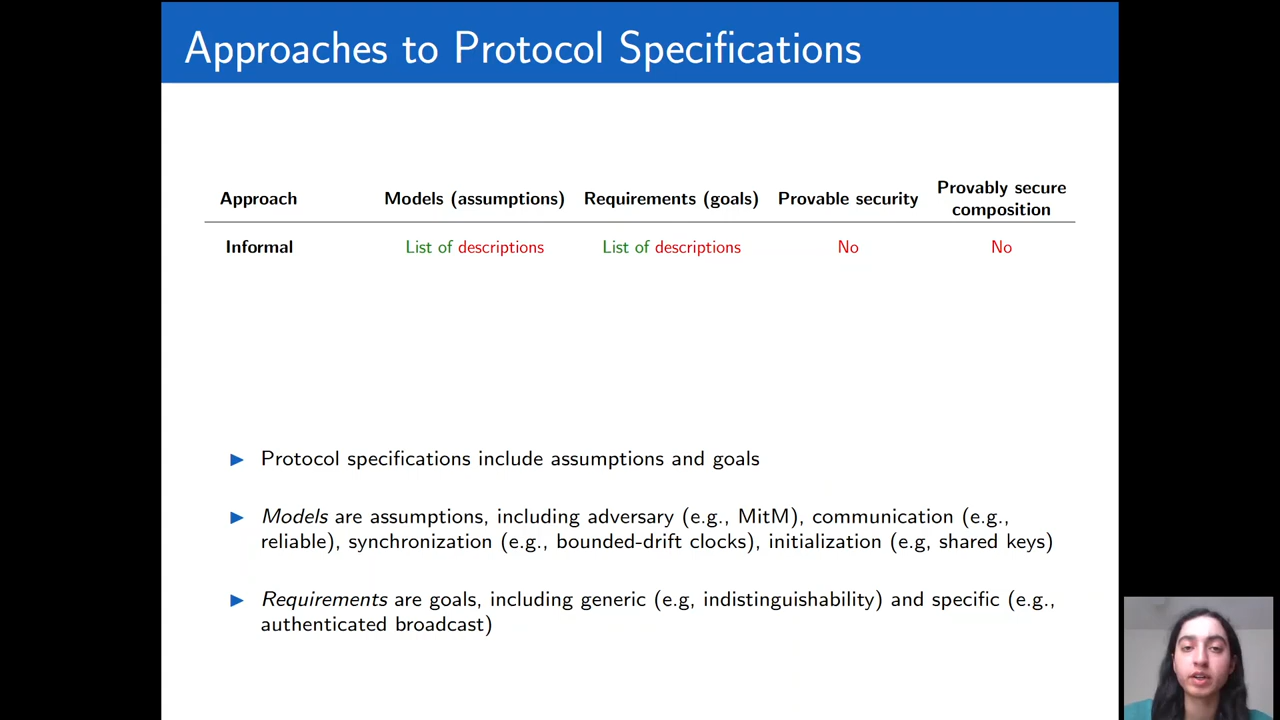 Approaches to Protocol Specifications
Approach Models (assumptions) Requirements (goals) Provable security Provably secure composition
Informal List of descriptions List of descriptions No No
▶ Protocol specifications include assumptions and goals
▶ Models are assumptions, including adversary (e.g., MitM), communication (e.g.,
reliable), synchronization (e.g., bounded-drift clocks), initialization (e.g, shared keys)
▶ Requirements are goals, including generic (e.g, indistinguishability) and specific (e.g.,
authenticated broadcast)